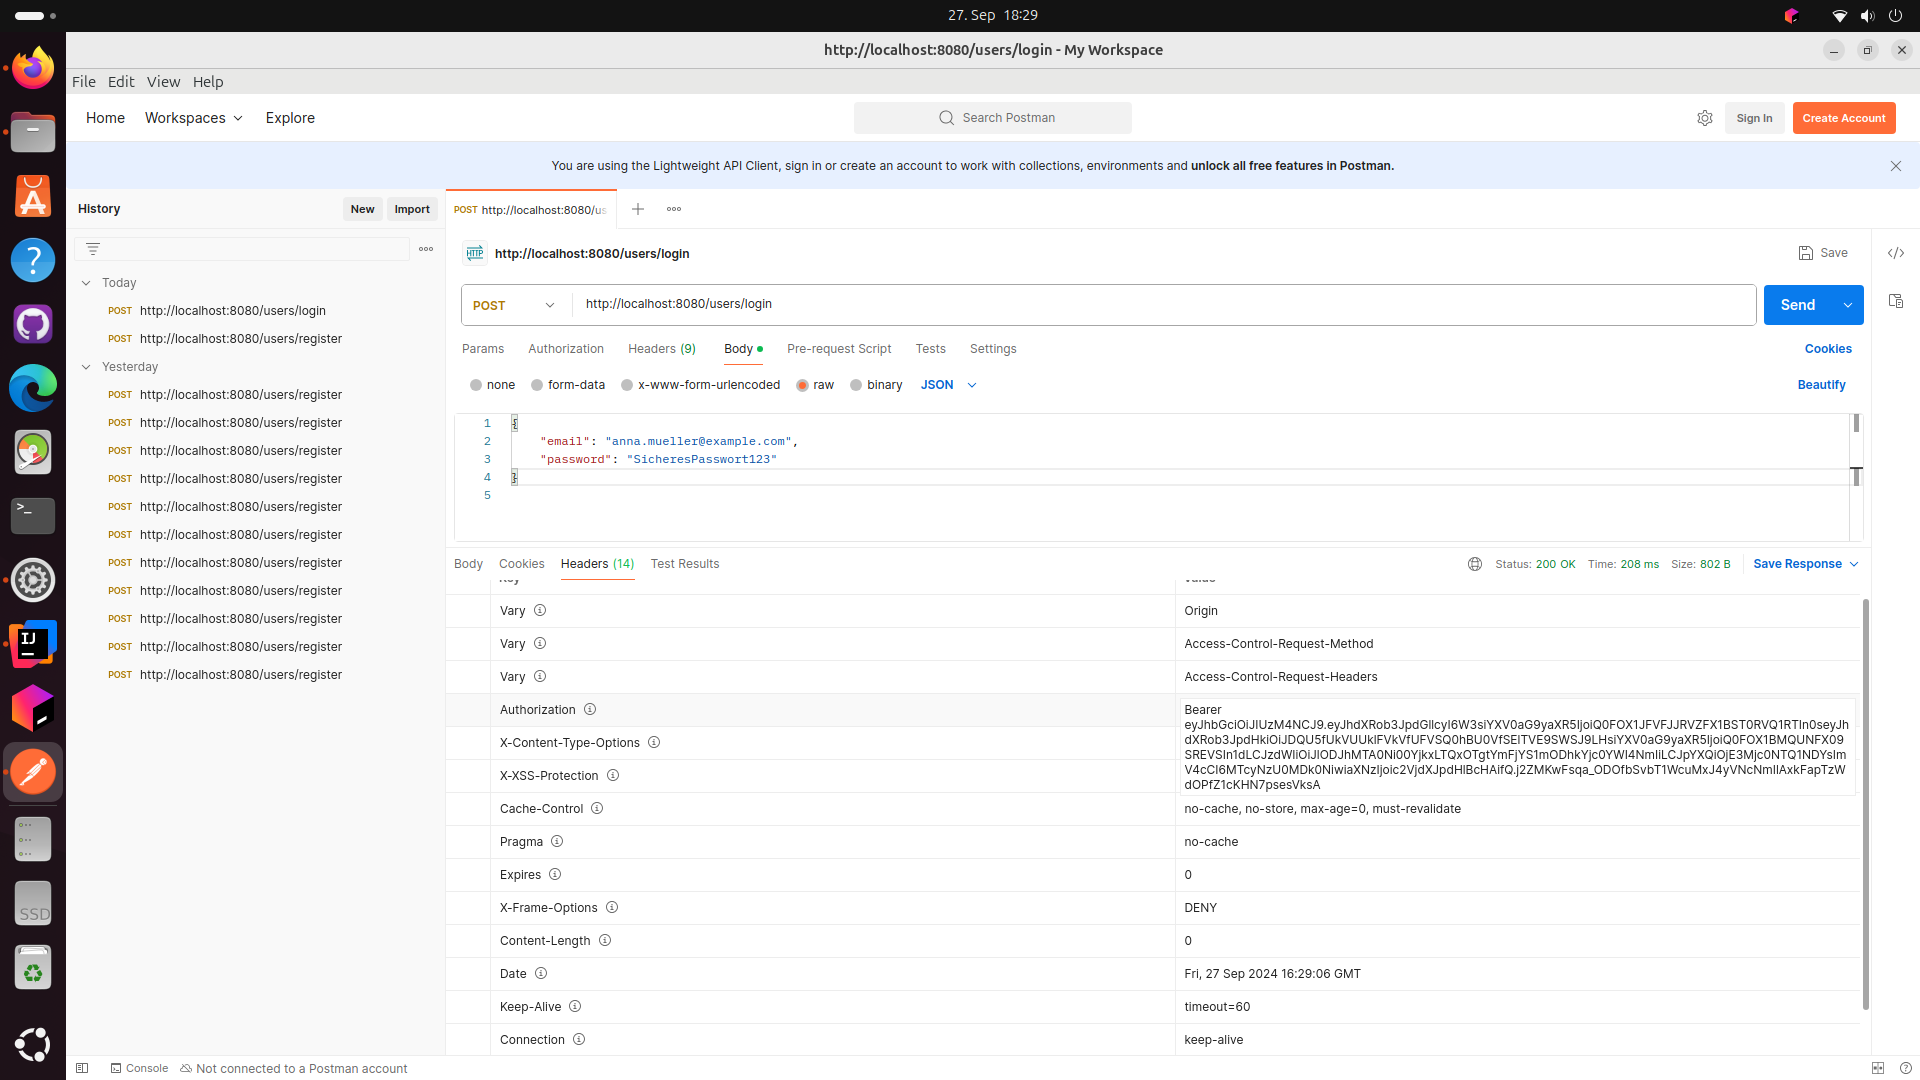 27. Sep 18:29
http://localhost:8080/users/login - My Workspace
File Edit View Help
Home Workspaces Explore
Search Postman
Sign In
Create Account
You are using the Lightweight API Client, sign in or create an account to work with collections, environments and unlock all free features in Postman.
History
New
Import
POST http://localhost:8080/us
Today
POST http://localhost:8080/users/login
POST http://localhost:8080/users/register
Yesterday
POST http://localhost:8080/users/register
POST http://localhost:8080/users/register
POST http://localhost:8080/users/register
POST http://localhost:8080/users/register
POST http://localhost:8080/users/register
POST http://localhost:8080/users/register
POST http://localhost:8080/users/register
POST http://localhost:8080/users/register
POST http://localhost:8080/users/register
POST http://localhost:8080/users/register
POST http://localhost:8080/users/register
HTTP http://localhost:8080/users/login
Save
POST http://localhost:8080/users/login
Send
Params Authorization Headers (9) Body Pre-request Script Tests Settings
Cookies
none form-data x-www-form-urlencoded raw binary JSON
Beautify
1 {
2 "email": "anna.mueller@example.com",
3 "password": "SicheresPasswort123"
4 }
5
Body Cookies Headers (14) Test Results
Status: 200 OK Time: 208 ms Size: 802 B Save Response
Key Value
Vary Origin
Vary Access-Control-Request-Method
Vary Access-Control-Request-Headers
Authorization
Bearer
X-Content-Type-Options
X-XSS-Protection
Cache-Control no-cache, no-store, max-age=0, must-revalidate
Pragma no-cache
Expires 0
X-Frame-Options DENY
Content-Length 0
Date Fri, 27 Sep 2024 16:29:06 GMT
Keep-Alive timeout=60
Connection keep-alive
Console Not connected to a Postman account
IJ
SSD